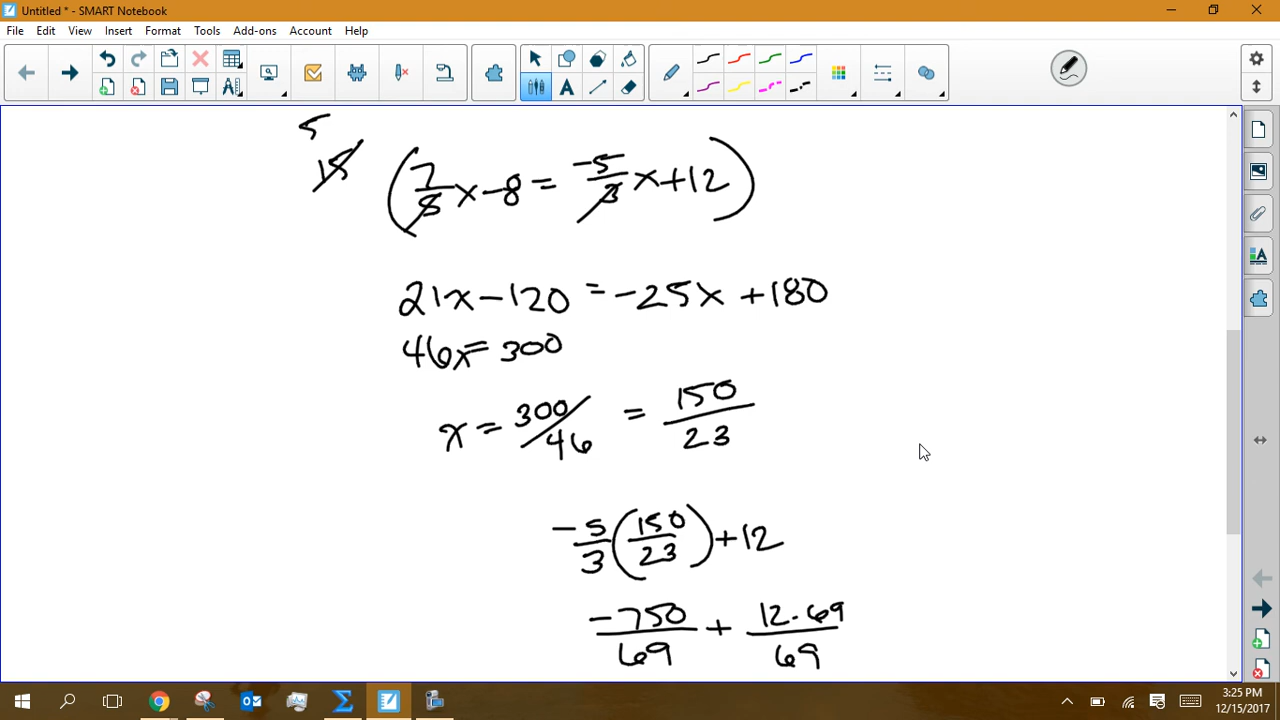 Untitled * - SMART Notebook
File Edit View Insert Format Tools Add-ons Account Help
5
15 (7/5 x - 8 = -5/3 x + 12)
21x - 120 = -25x + 180
46x = 300
x = 300/46 = 150/23
-5/3 (150/23) + 12
-750/69 + 12·69/69
3:25 PM
12/15/2017